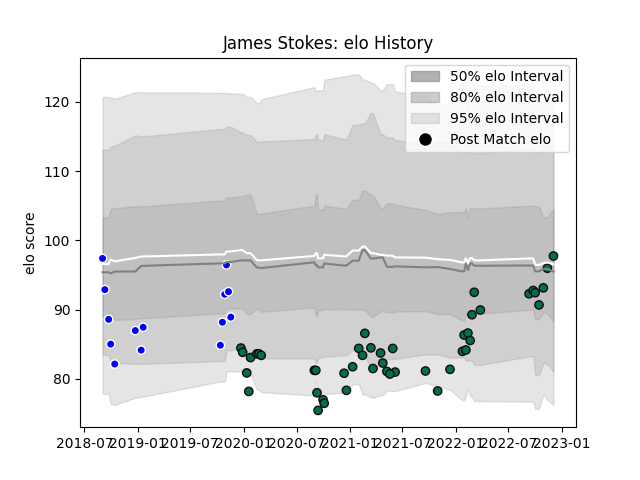 James Stokes: elo History
50% elo Interval
80% elo Interval
95% elo Interval
Post Match elo
elo score
120
110
100
90
80
2018-07 2019-01 2019-07 2020-01 2020-07 2021-01 2021-07 2022-01 2022-07 2023-01